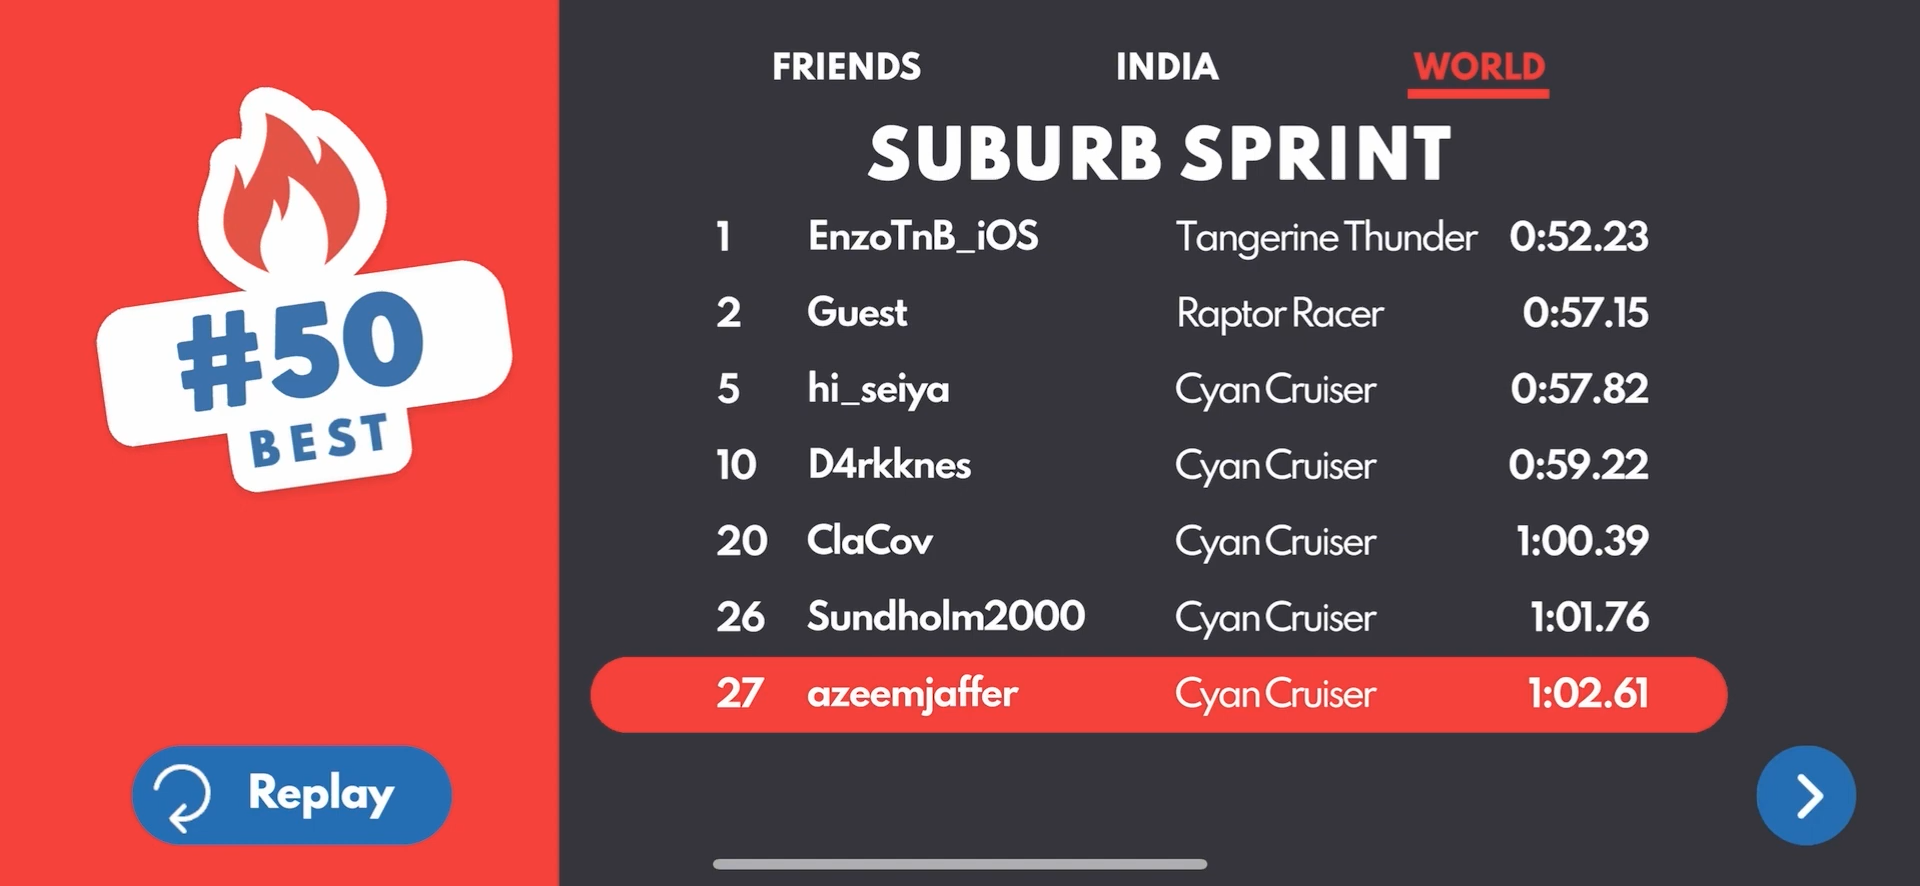 #50
BEST
Replay
FRIENDS INDIA WORLD
SUBURB SPRINT
1 EnzoTnB_iOS Tangerine Thunder 0:52.23
2 Guest Raptor Racer 0:57.15
5 hi_seiya Cyan Cruiser 0:57.82
10 D4rkknes Cyan Cruiser 0:59.22
20 ClaCov Cyan Cruiser 1:00.39
26 Sundholm2000 Cyan Cruiser 1:01.76
27 azeemjaffer Cyan Cruiser 1:02.61